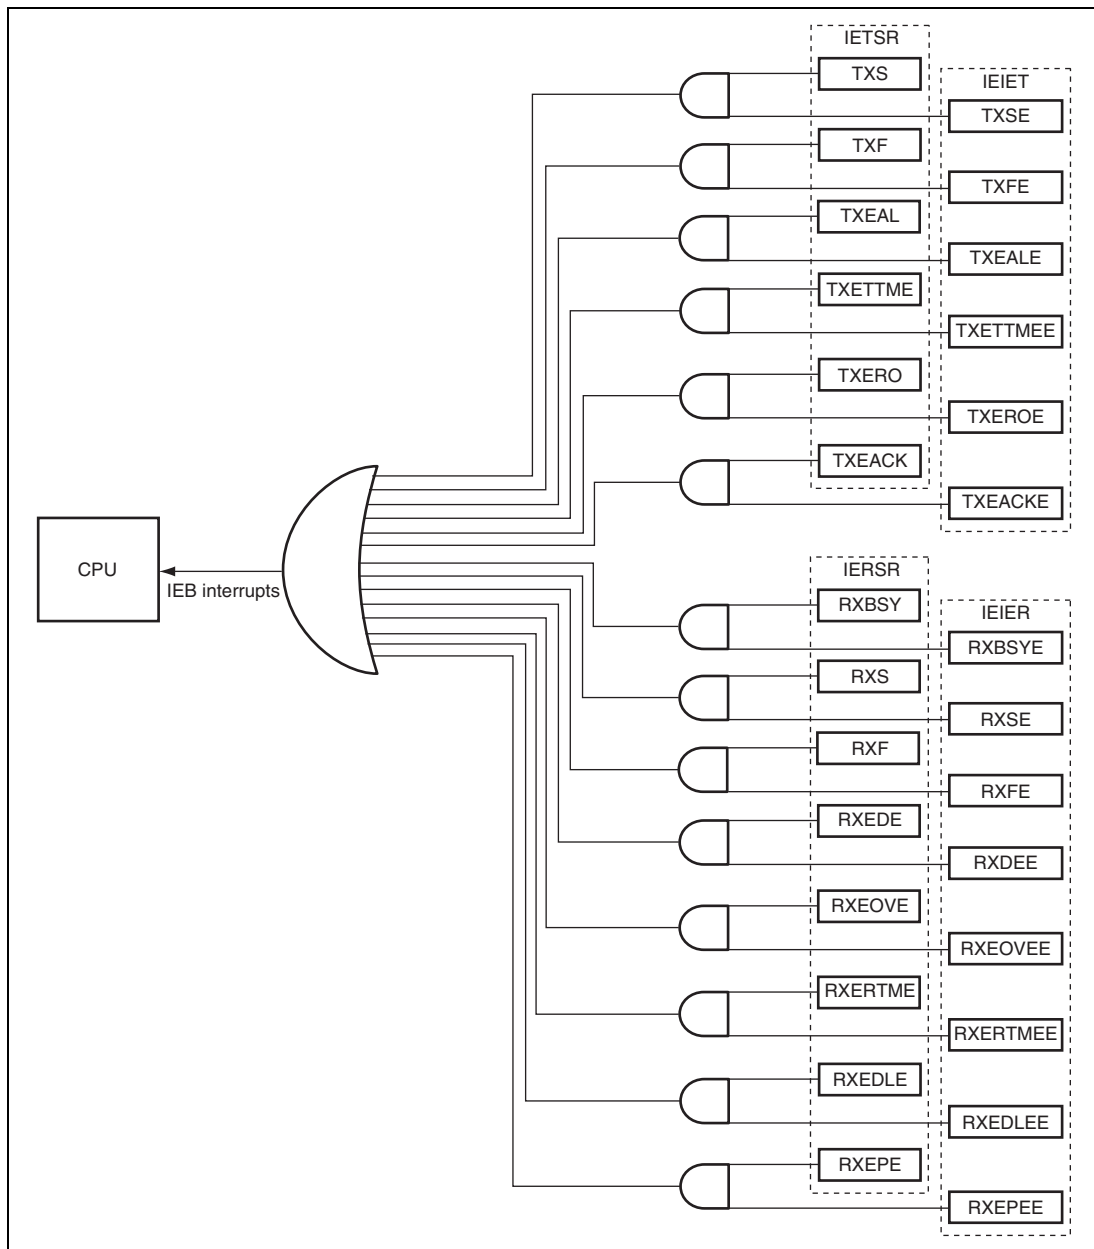 IETSR
TXS
IEIET
TXSE
TXF
TXFE
TXEAL
TXEALE
TXETTME
TXETTMEE
TXERO
TXEROE
TXEACK
TXEACKE
CPU
IEB interrupts
IERSR
RXBSY
IEIER
RXBSYE
RXS
RXSE
RXF
RXFE
RXEDE
RXDEE
RXEOVE
RXEOVEE
RXERTME
RXERTMEE
RXEDLE
RXEDLEE
RXEPE
RXEPEE